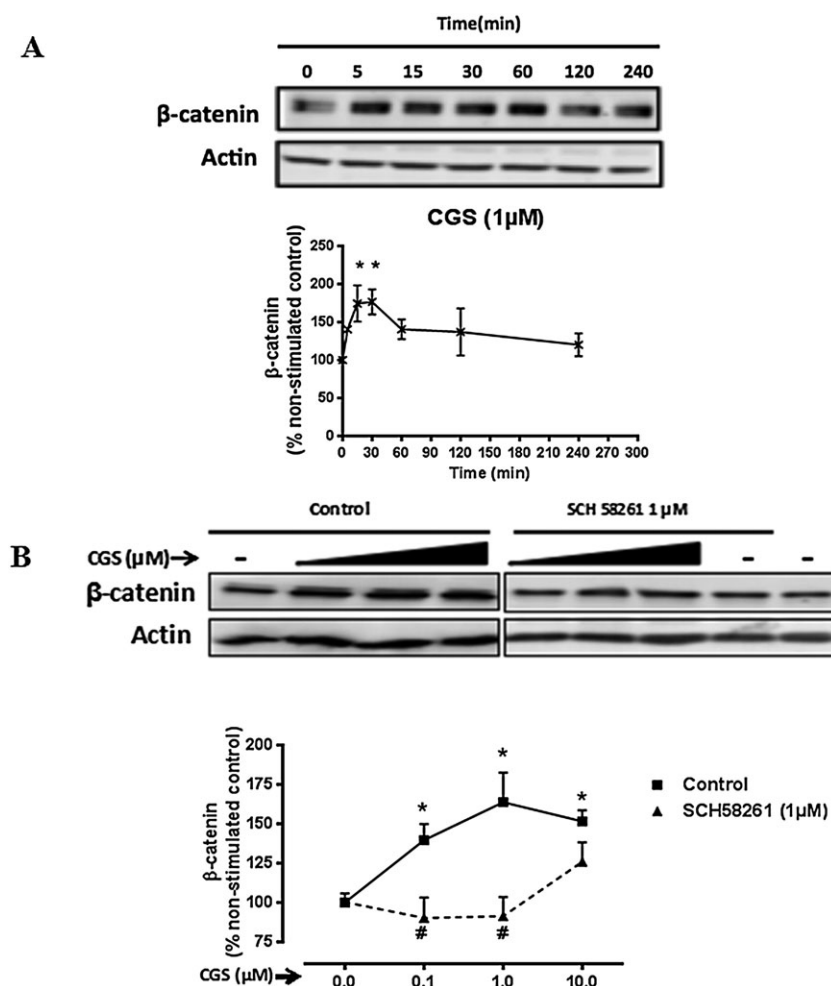 A
Time(min)
0 5 15 30 60 120 240
β-catenin
Actin
CGS (1µM)
β-catenin
(% non-stimulated control)
250
200
150
100
50
0
* *
0 30 60 90 120 150 180 210 240 270 300
Time (min)
B
Control SCH 58261 1 µM
CGS (µM)→ – – –
β-catenin
Actin
β-catenin
(% non-stimulated control)
200
175
150
125
100
75
* * *
# #
Control
SCH58261 (1µM)
CGS (µM)→ 0.0 0.1 1.0 10.0